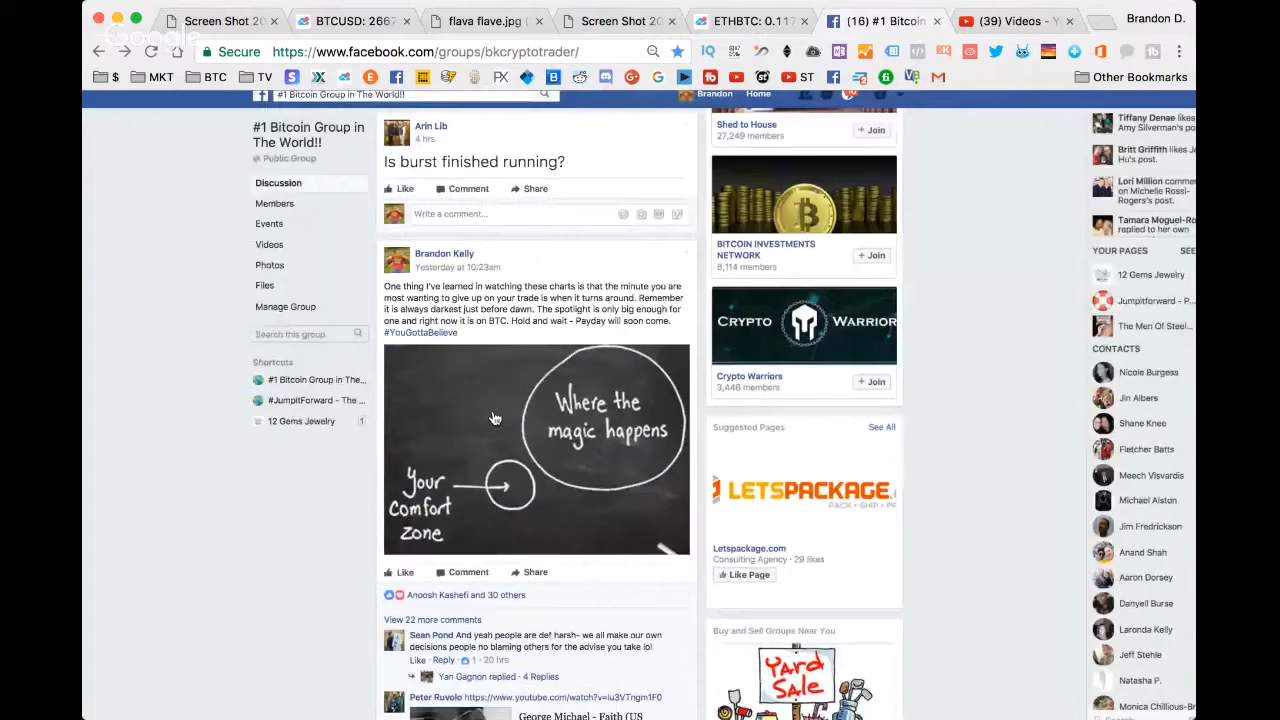 Screen Shot 20
BTCUSD: 2667
flava flave.jpg (
Screen Shot 20
ETHBTC: 0.117
(16) #1 Bitcoin
(39) Videos - Yo
Brandon D.
Google
Secure
https://www.facebook.com/groups/bkcryptotrader/
$
MKT
BTC
TV
ST
Other Bookmarks
#1 Bitcoin Group in The World!!
Brandon
Home
#1 Bitcoin Group in
The World!!
Public Group
Discussion
Members
Events
Videos
Photos
Files
Manage Group
Search this group
Shortcuts
#1 Bitcoin Group in The...
#JumpitForward - The ...
12 Gems Jewelry
1
Arin Lib
4 hrs
Is burst finished running?
Like
Comment
Share
Write a comment...
Brandon Kelly
Yesterday at 10:23am
One thing I've learned in watching these charts is that the minute you are
most wanting to give up on your trade is when it turns around. Remember
it is always darkest just before dawn. The spotlight is only big enough for
one and right now it is on BTC. Hold and wait - Payday will soon come.
#YouGottaBelieve
Where the
magic happens
Your
comfort
zone
Like
Comment
Share
Anoosh Kashefi and 30 others
View 22 more comments
Sean Pond And yeah people are def harsh- we all make our own
decisions people no blaming others for the advise you take lol
Like · Reply · 1 · 20 hrs
Yan Gagnon replied · 4 Replies
Peter Ruvolo https://www.youtube.com/watch?v=lu3VTngm1F0
George Michael - Faith (US
Shed to House
27,249 members
Join
BITCOIN INVESTMENTS
NETWORK
8,114 members
Join
CRYPTO WARRIOR
Crypto Warriors
3,446 members
Join
Suggested Pages
See All
LETSPACKAGE.
PACK • SHIP • PR
Letspackage.com
Consulting Agency · 29 likes
Like Page
Buy and Sell Groups Near You
Yard
Sale
Tiffany Denae likes
Amy Silverman's po
Britt Griffith likes J
Hu's post.
Lori Million comme
on Michelle Rossi-
Rogers's post.
Tamara Moguel-Ro
replied to her own
YOUR PAGES
SEE
12 Gems Jewelry
Jumpitforward - P...
The Men Of Steel...
CONTACTS
Nicole Burgess
Jin Albers
Shane Knee
Fletcher Batts
Meech Visvardis
Michael Alston
Jim Fredrickson
Anand Shah
Aaron Dorsey
Danyell Burse
Laronda Kelly
Jeff Stehle
Natasha P.
Monica Chillious-Br